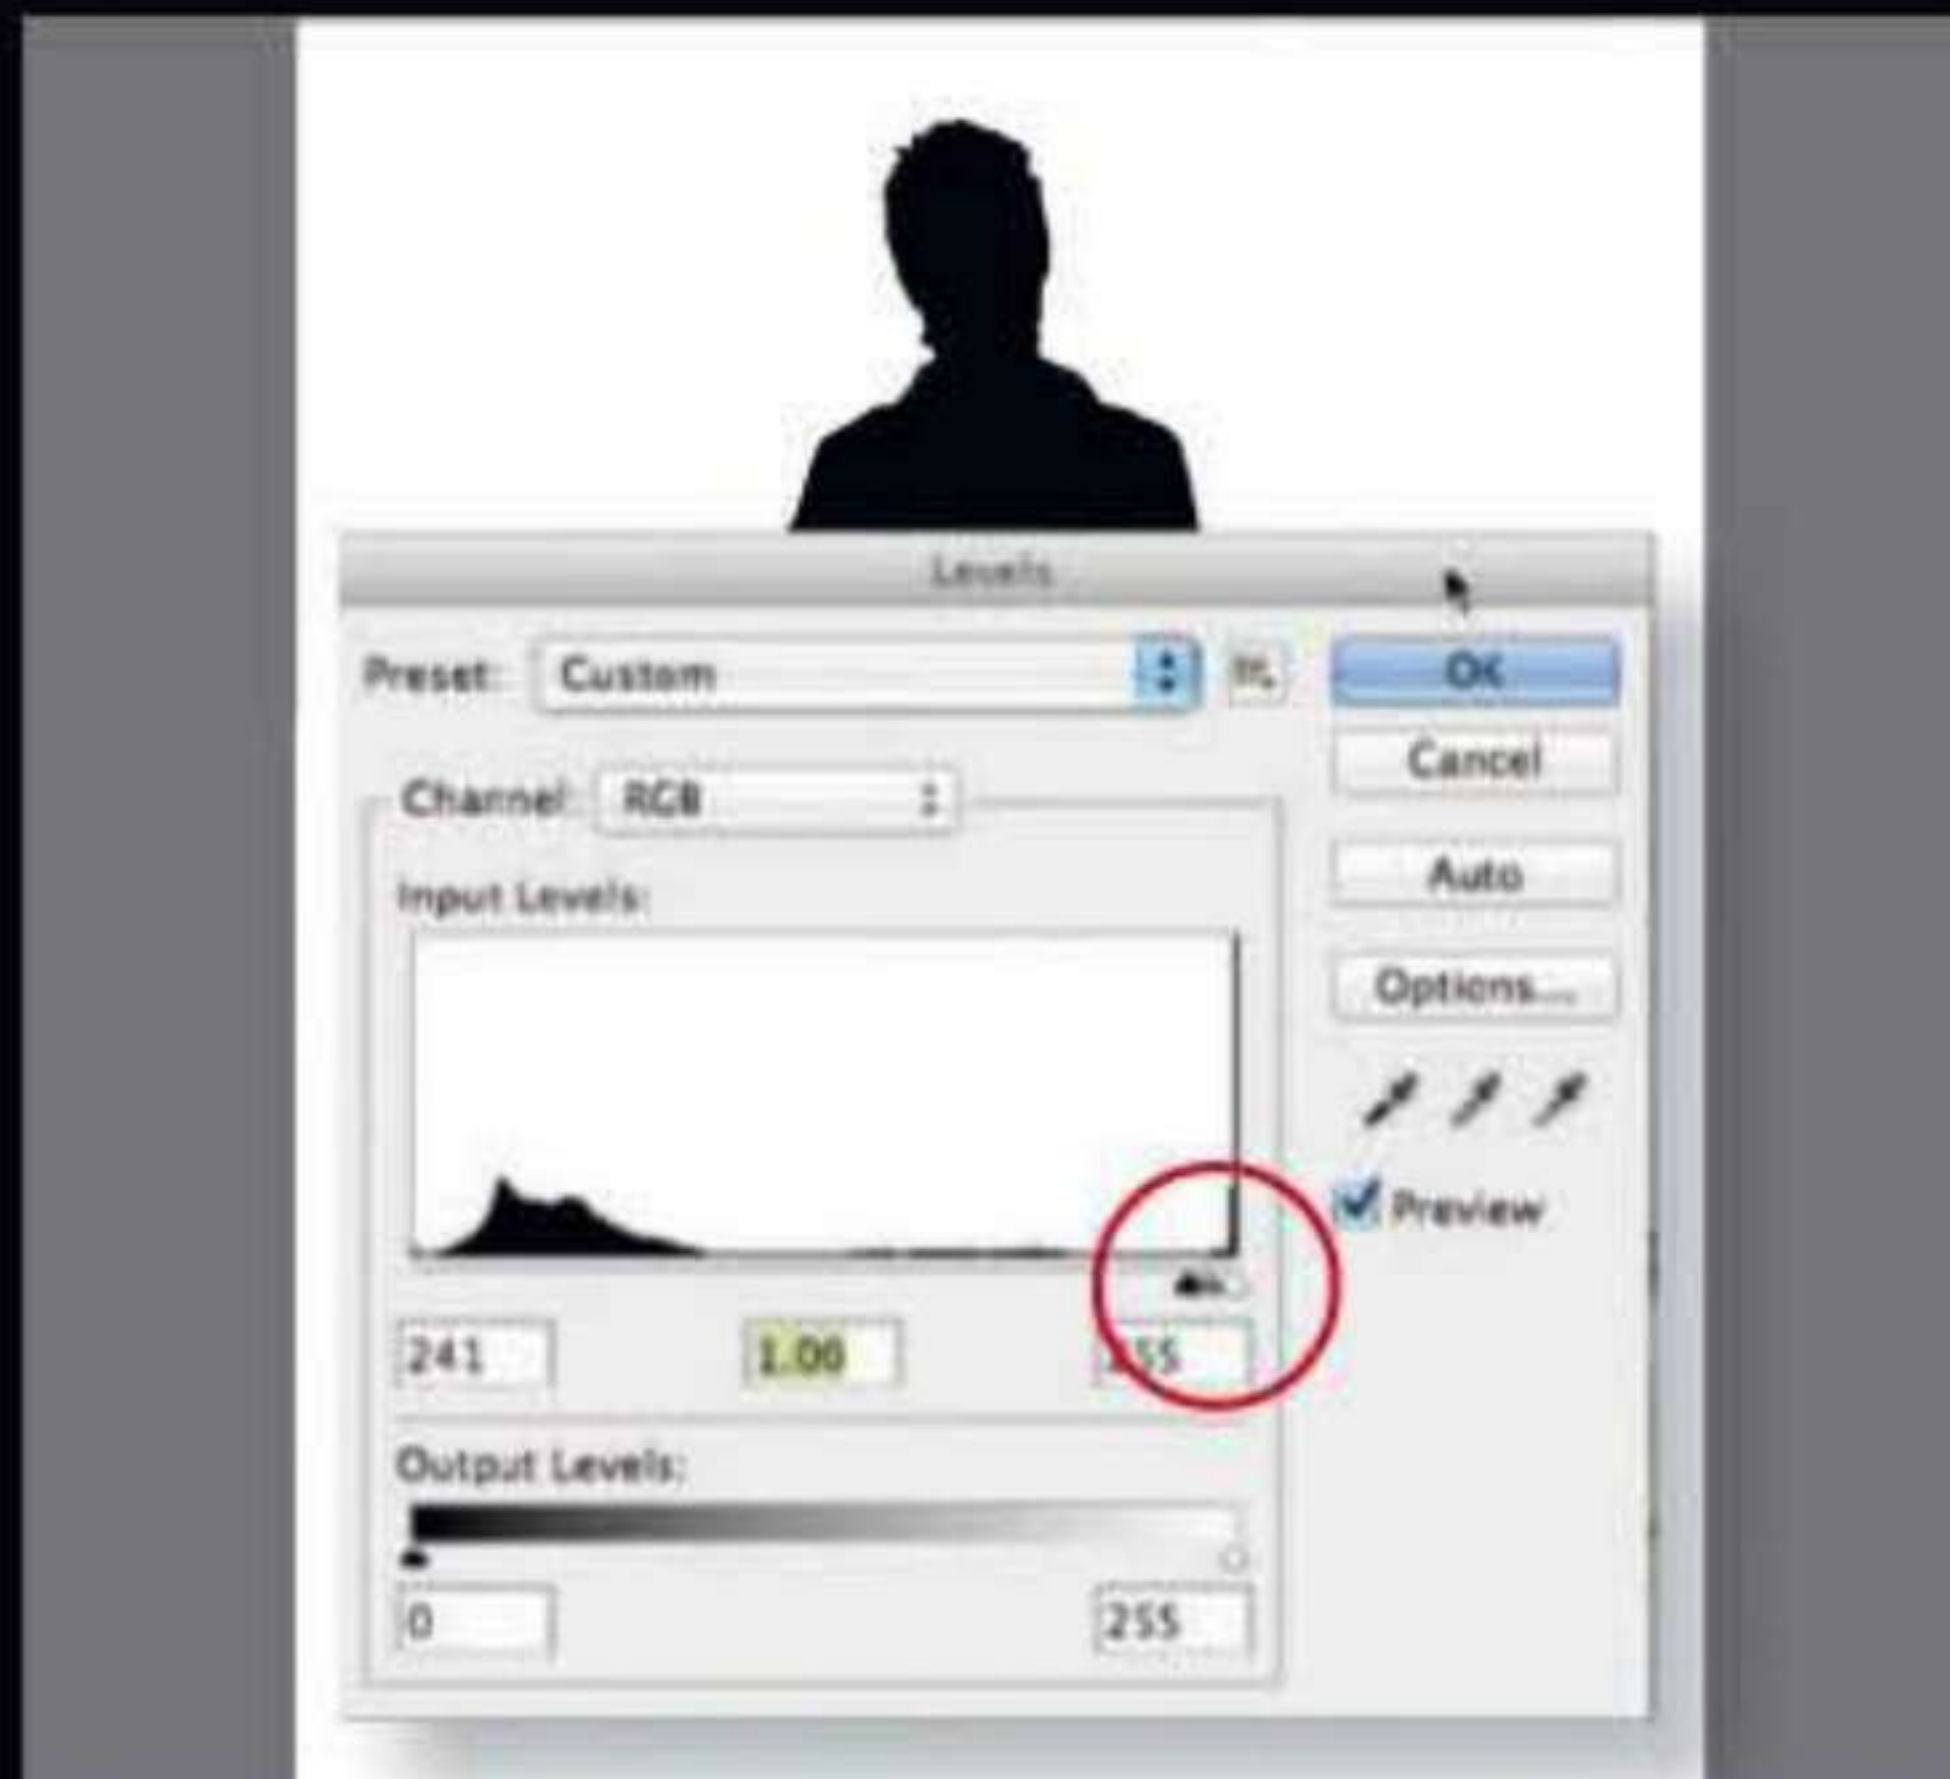 Levels
Preset: Custom
OK
Cancel
Channel: RGB
Auto
Input Levels:
Options...
Preview
241 1.00 255
Output Levels:
0 255